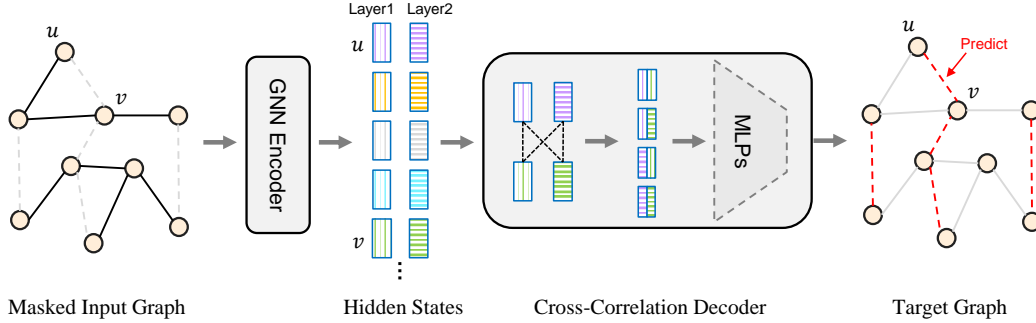 u
v
Masked Input Graph
GNN Encoder
Layer1 Layer2
u
v
Hidden States
MLPs
Cross-Correlation Decoder
u
Predict
v
Target Graph